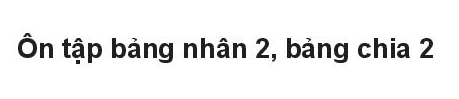 Ôn tập bảng nhân 2, bảng chia 2